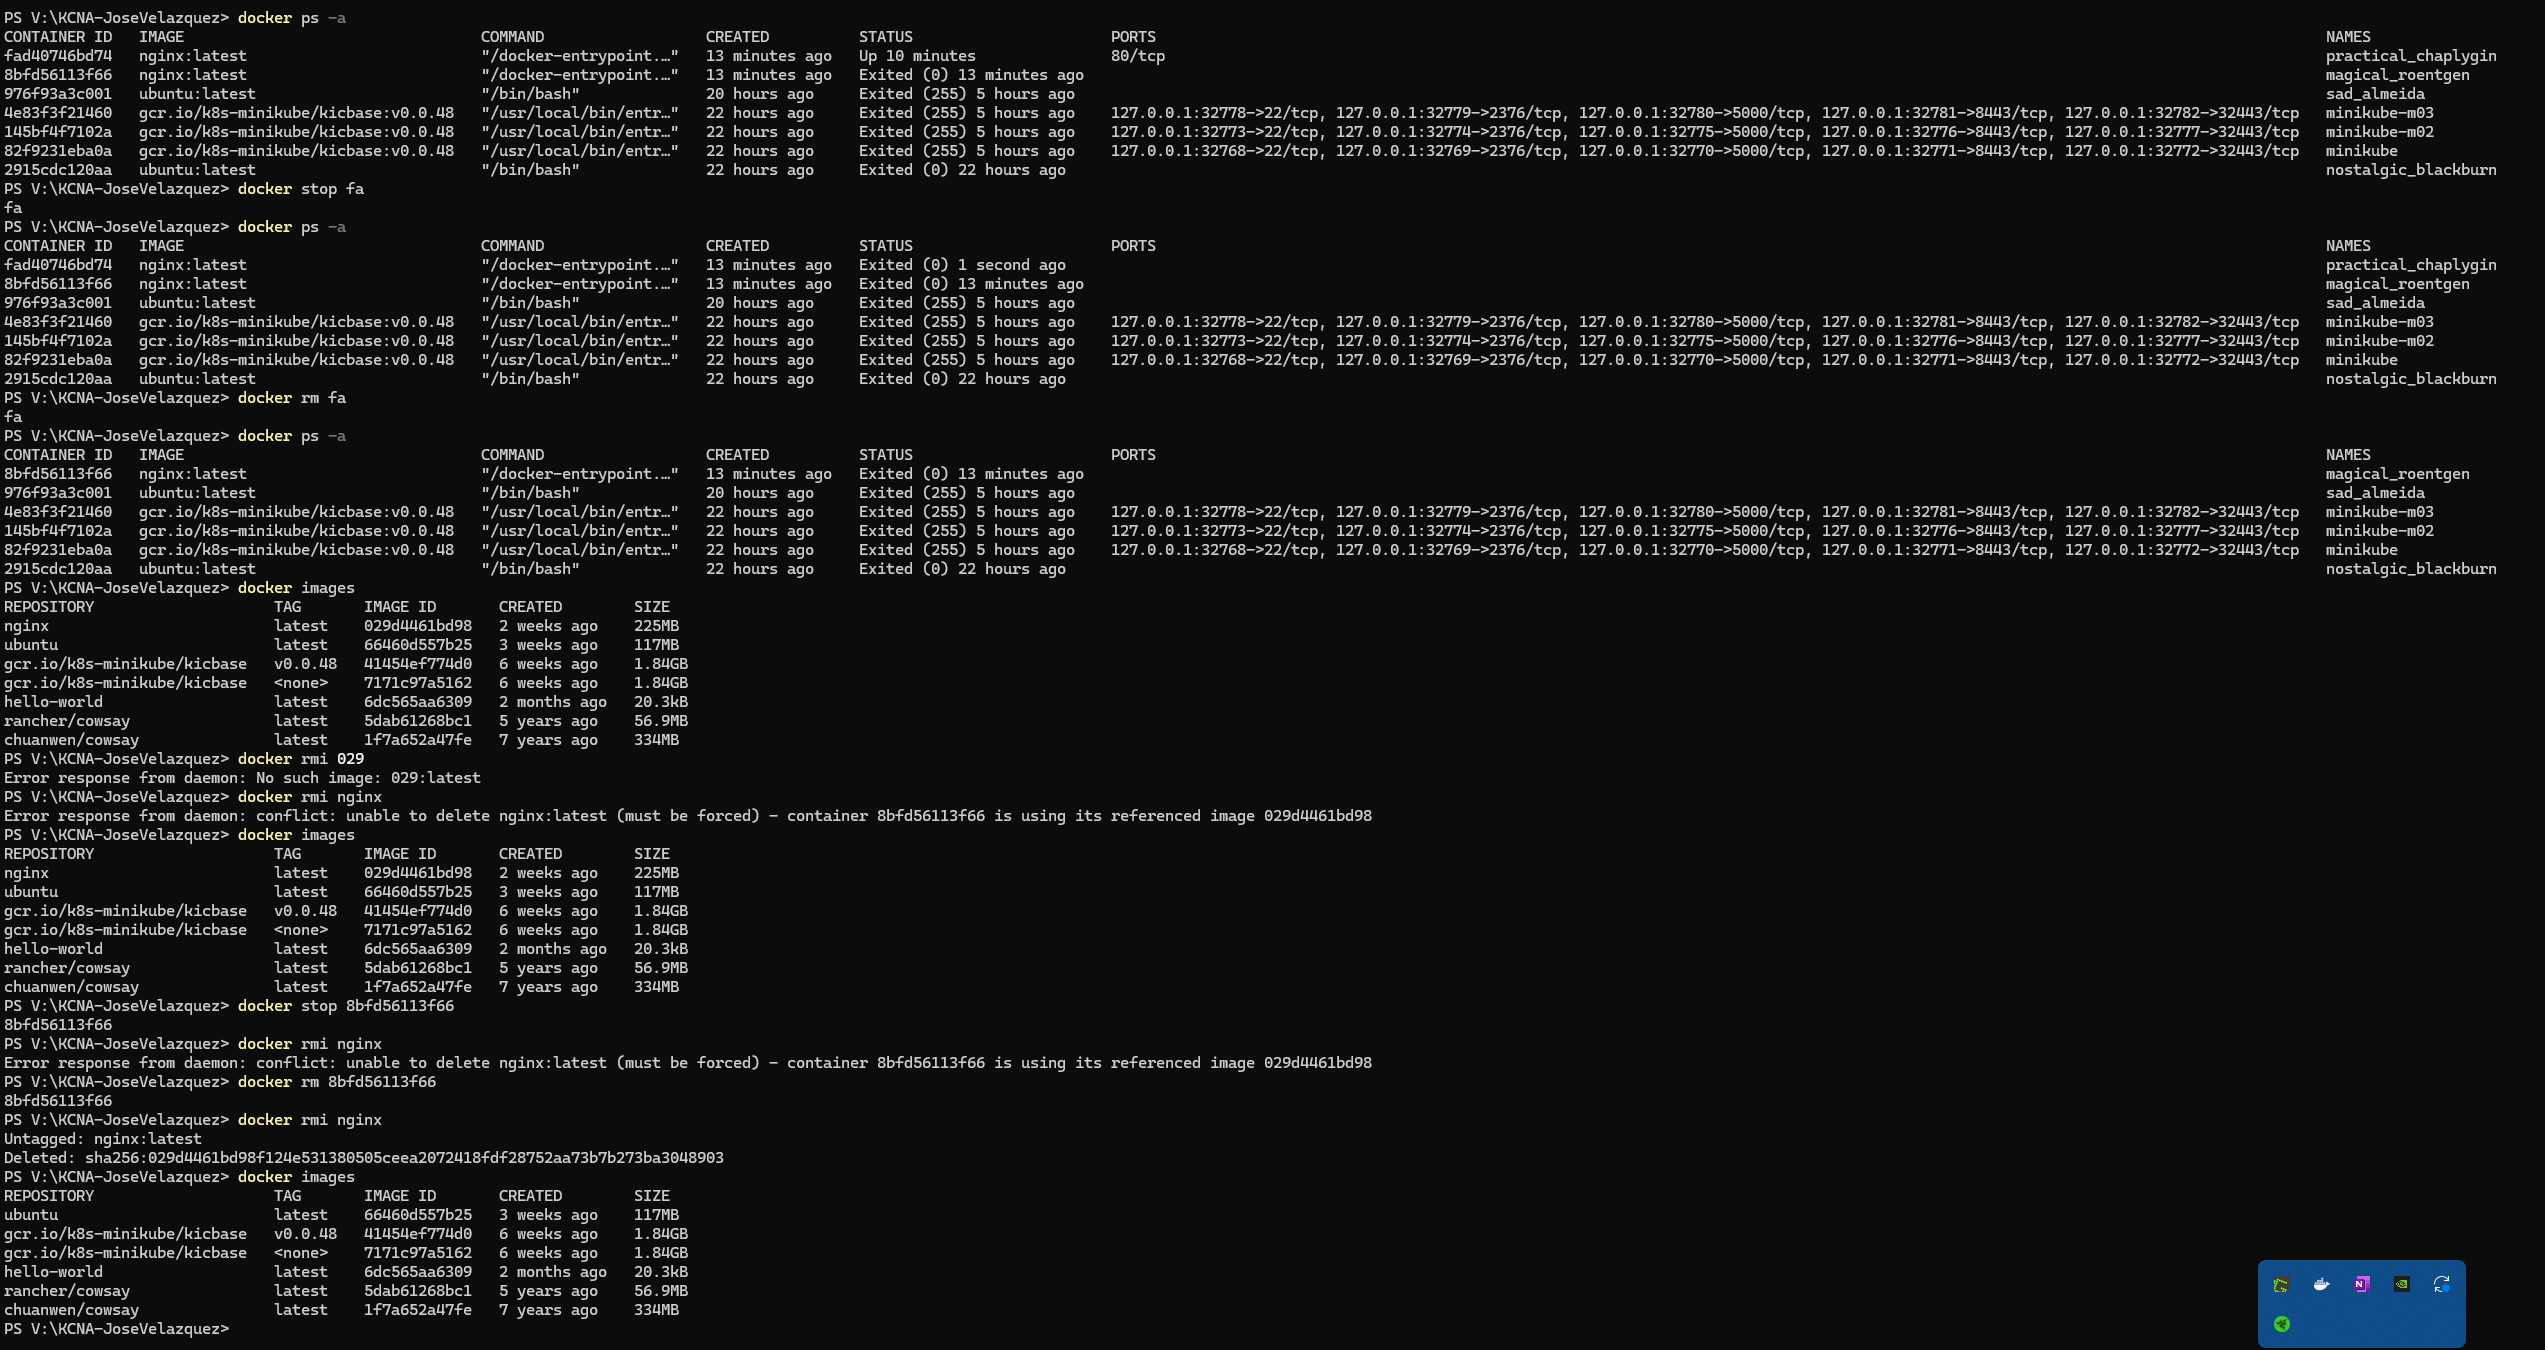 PS V:\KCNA-JoseVelazquez> docker ps -a
CONTAINER ID   IMAGE                                 COMMAND                  CREATED          STATUS                      PORTS                                                                                                                                  NAMES
fad40746bd74   nginx:latest                          "/docker-entrypoint.…"   13 minutes ago   Up 10 minutes               80/tcp                                                                                                                                 practical_chaplygin
8bfd56113f66   nginx:latest                          "/docker-entrypoint.…"   13 minutes ago   Exited (0) 13 minutes ago                                                                                                                                          magical_roentgen
976f93a3c001   ubuntu:latest                         "/bin/bash"              20 hours ago     Exited (255) 5 hours ago                                                                                                                                           sad_almeida
4e83f3f21460   gcr.io/k8s-minikube/kicbase:v0.0.48   "/usr/local/bin/entr…"   22 hours ago     Exited (255) 5 hours ago    127.0.0.1:32778->22/tcp, 127.0.0.1:32779->2376/tcp, 127.0.0.1:32780->5000/tcp, 127.0.0.1:32781->8443/tcp, 127.0.0.1:32782->32443/tcp   minikube-m03
145bf4f7102a   gcr.io/k8s-minikube/kicbase:v0.0.48   "/usr/local/bin/entr…"   22 hours ago     Exited (255) 5 hours ago    127.0.0.1:32773->22/tcp, 127.0.0.1:32774->2376/tcp, 127.0.0.1:32775->5000/tcp, 127.0.0.1:32776->8443/tcp, 127.0.0.1:32777->32443/tcp   minikube-m02
82f9231eba0a   gcr.io/k8s-minikube/kicbase:v0.0.48   "/usr/local/bin/entr…"   22 hours ago     Exited (255) 5 hours ago    127.0.0.1:32768->22/tcp, 127.0.0.1:32769->2376/tcp, 127.0.0.1:32770->5000/tcp, 127.0.0.1:32771->8443/tcp, 127.0.0.1:32772->32443/tcp   minikube
2915cdc120aa   ubuntu:latest                         "/bin/bash"              22 hours ago     Exited (0) 22 hours ago                                                                                                                                            nostalgic_blackburn
PS V:\KCNA-JoseVelazquez> docker stop fa
fa
PS V:\KCNA-JoseVelazquez> docker ps -a
CONTAINER ID   IMAGE                                 COMMAND                  CREATED          STATUS                      PORTS                                                                                                                                  NAMES
fad40746bd74   nginx:latest                          "/docker-entrypoint.…"   13 minutes ago   Exited (0) 1 second ago                                                                                                                                            practical_chaplygin
8bfd56113f66   nginx:latest                          "/docker-entrypoint.…"   13 minutes ago   Exited (0) 13 minutes ago                                                                                                                                          magical_roentgen
976f93a3c001   ubuntu:latest                         "/bin/bash"              20 hours ago     Exited (255) 5 hours ago                                                                                                                                           sad_almeida
4e83f3f21460   gcr.io/k8s-minikube/kicbase:v0.0.48   "/usr/local/bin/entr…"   22 hours ago     Exited (255) 5 hours ago    127.0.0.1:32778->22/tcp, 127.0.0.1:32779->2376/tcp, 127.0.0.1:32780->5000/tcp, 127.0.0.1:32781->8443/tcp, 127.0.0.1:32782->32443/tcp   minikube-m03
145bf4f7102a   gcr.io/k8s-minikube/kicbase:v0.0.48   "/usr/local/bin/entr…"   22 hours ago     Exited (255) 5 hours ago    127.0.0.1:32773->22/tcp, 127.0.0.1:32774->2376/tcp, 127.0.0.1:32775->5000/tcp, 127.0.0.1:32776->8443/tcp, 127.0.0.1:32777->32443/tcp   minikube-m02
82f9231eba0a   gcr.io/k8s-minikube/kicbase:v0.0.48   "/usr/local/bin/entr…"   22 hours ago     Exited (255) 5 hours ago    127.0.0.1:32768->22/tcp, 127.0.0.1:32769->2376/tcp, 127.0.0.1:32770->5000/tcp, 127.0.0.1:32771->8443/tcp, 127.0.0.1:32772->32443/tcp   minikube
2915cdc120aa   ubuntu:latest                         "/bin/bash"              22 hours ago     Exited (0) 22 hours ago                                                                                                                                            nostalgic_blackburn
PS V:\KCNA-JoseVelazquez> docker rm fa
fa
PS V:\KCNA-JoseVelazquez> docker ps -a
CONTAINER ID   IMAGE                                 COMMAND                  CREATED          STATUS                      PORTS                                                                                                                                  NAMES
8bfd56113f66   nginx:latest                          "/docker-entrypoint.…"   13 minutes ago   Exited (0) 13 minutes ago                                                                                                                                          magical_roentgen
976f93a3c001   ubuntu:latest                         "/bin/bash"              20 hours ago     Exited (255) 5 hours ago                                                                                                                                           sad_almeida
4e83f3f21460   gcr.io/k8s-minikube/kicbase:v0.0.48   "/usr/local/bin/entr…"   22 hours ago     Exited (255) 5 hours ago    127.0.0.1:32778->22/tcp, 127.0.0.1:32779->2376/tcp, 127.0.0.1:32780->5000/tcp, 127.0.0.1:32781->8443/tcp, 127.0.0.1:32782->32443/tcp   minikube-m03
145bf4f7102a   gcr.io/k8s-minikube/kicbase:v0.0.48   "/usr/local/bin/entr…"   22 hours ago     Exited (255) 5 hours ago    127.0.0.1:32773->22/tcp, 127.0.0.1:32774->2376/tcp, 127.0.0.1:32775->5000/tcp, 127.0.0.1:32776->8443/tcp, 127.0.0.1:32777->32443/tcp   minikube-m02
82f9231eba0a   gcr.io/k8s-minikube/kicbase:v0.0.48   "/usr/local/bin/entr…"   22 hours ago     Exited (255) 5 hours ago    127.0.0.1:32768->22/tcp, 127.0.0.1:32769->2376/tcp, 127.0.0.1:32770->5000/tcp, 127.0.0.1:32771->8443/tcp, 127.0.0.1:32772->32443/tcp   minikube
2915cdc120aa   ubuntu:latest                         "/bin/bash"              22 hours ago     Exited (0) 22 hours ago                                                                                                                                            nostalgic_blackburn
PS V:\KCNA-JoseVelazquez> docker images
REPOSITORY                    TAG       IMAGE ID       CREATED        SIZE
nginx                         latest    029d4461bd98   2 weeks ago    225MB
ubuntu                        latest    66460d557b25   3 weeks ago    117MB
gcr.io/k8s-minikube/kicbase   v0.0.48   41454ef774d0   6 weeks ago    1.84GB
gcr.io/k8s-minikube/kicbase   <none>    7171c97a5162   6 weeks ago    1.84GB
hello-world                   latest    6dc565aa6309   2 months ago   20.3kB
rancher/cowsay                latest    5dab61268bc1   5 years ago    56.9MB
chuanwen/cowsay               latest    1f7a652a47fe   7 years ago    334MB
PS V:\KCNA-JoseVelazquez> docker rmi 029
Error response from daemon: No such image: 029:latest
PS V:\KCNA-JoseVelazquez> docker rmi nginx
Error response from daemon: conflict: unable to delete nginx:latest (must be forced) - container 8bfd56113f66 is using its referenced image 029d4461bd98
PS V:\KCNA-JoseVelazquez> docker images
REPOSITORY                    TAG       IMAGE ID       CREATED        SIZE
nginx                         latest    029d4461bd98   2 weeks ago    225MB
ubuntu                        latest    66460d557b25   3 weeks ago    117MB
gcr.io/k8s-minikube/kicbase   v0.0.48   41454ef774d0   6 weeks ago    1.84GB
gcr.io/k8s-minikube/kicbase   <none>    7171c97a5162   6 weeks ago    1.84GB
hello-world                   latest    6dc565aa6309   2 months ago   20.3kB
rancher/cowsay                latest    5dab61268bc1   5 years ago    56.9MB
chuanwen/cowsay               latest    1f7a652a47fe   7 years ago    334MB
PS V:\KCNA-JoseVelazquez> docker stop 8bfd56113f66
8bfd56113f66
PS V:\KCNA-JoseVelazquez> docker rmi nginx
Error response from daemon: conflict: unable to delete nginx:latest (must be forced) - container 8bfd56113f66 is using its referenced image 029d4461bd98
PS V:\KCNA-JoseVelazquez> docker rm 8bfd56113f66
8bfd56113f66
PS V:\KCNA-JoseVelazquez> docker rmi nginx
Untagged: nginx:latest
Deleted: sha256:029d4461bd98f124e531380505ceea2072418fdf28752aa73b7b273ba3048903
PS V:\KCNA-JoseVelazquez> docker images
REPOSITORY                    TAG       IMAGE ID       CREATED        SIZE
ubuntu                        latest    66460d557b25   3 weeks ago    117MB
gcr.io/k8s-minikube/kicbase   v0.0.48   41454ef774d0   6 weeks ago    1.84GB
gcr.io/k8s-minikube/kicbase   <none>    7171c97a5162   6 weeks ago    1.84GB
hello-world                   latest    6dc565aa6309   2 months ago   20.3kB
rancher/cowsay                latest    5dab61268bc1   5 years ago    56.9MB
chuanwen/cowsay               latest    1f7a652a47fe   7 years ago    334MB
PS V:\KCNA-JoseVelazquez>